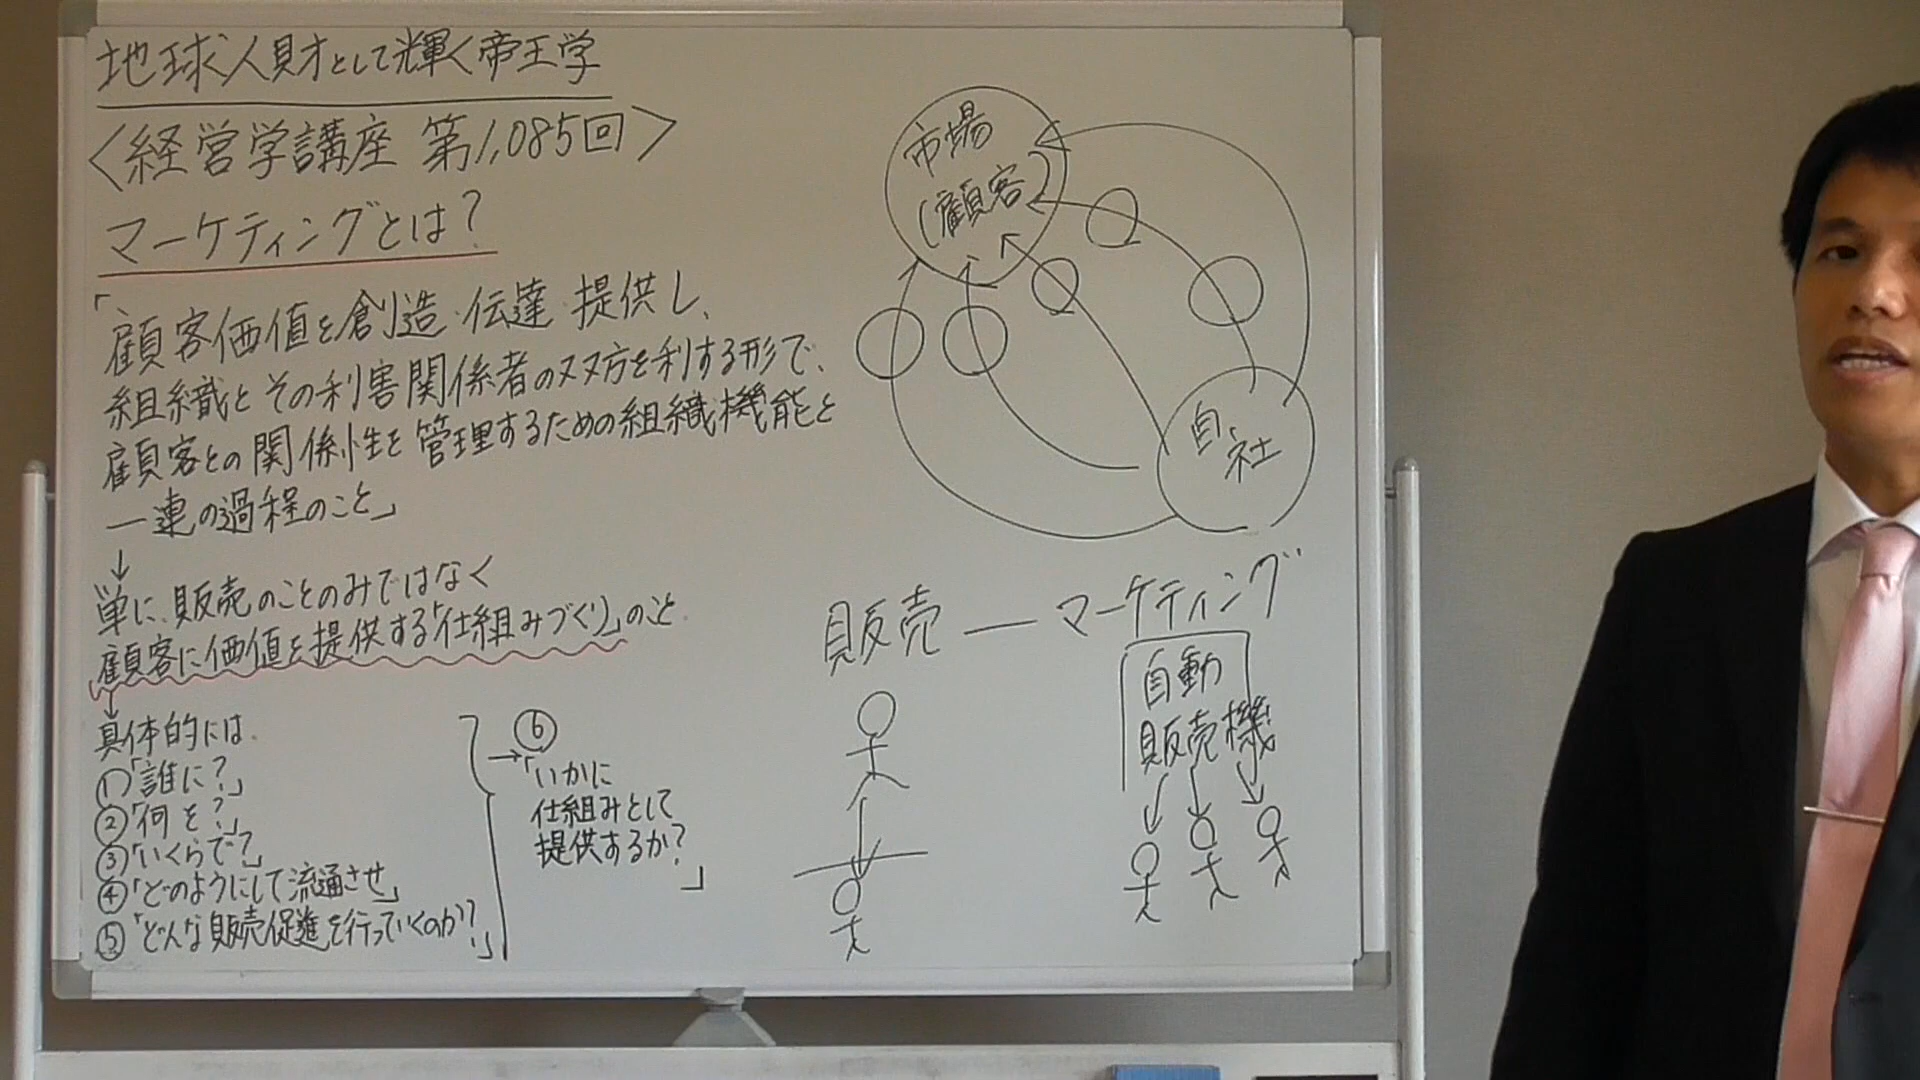 地球人財として輝く帝王学
〈経営学講座 第1,085回〉
マーケティングとは?
「顧客価値を創造・伝達・提供し、
組織とその利害関係者の双方を利する形で、
顧客との関係性を管理するための組織機能と
一連の過程のこと」
↓
単に、販売のことのみではなく
顧客に価値を提供する「仕組みづくり」のこと
↓
具体的には
①「誰に?」
②「何を?」
③「いくらで?」
④「どのようにして流通させ」
⑤「どんな販売促進を行っていくのか?」
→ ⑥
「いかに
仕組みとして
提供するか?
」
市場
(顧客)
自社
販売 ― マーケティング
自動
販売機